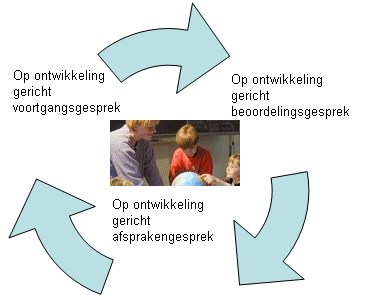 Op ontwikkeling
gericht
voortgangsgesprek
Op ontwikkeling
gericht
beoordelingsgesprek
Op ontwikkeling
gericht
afsprakengesprek